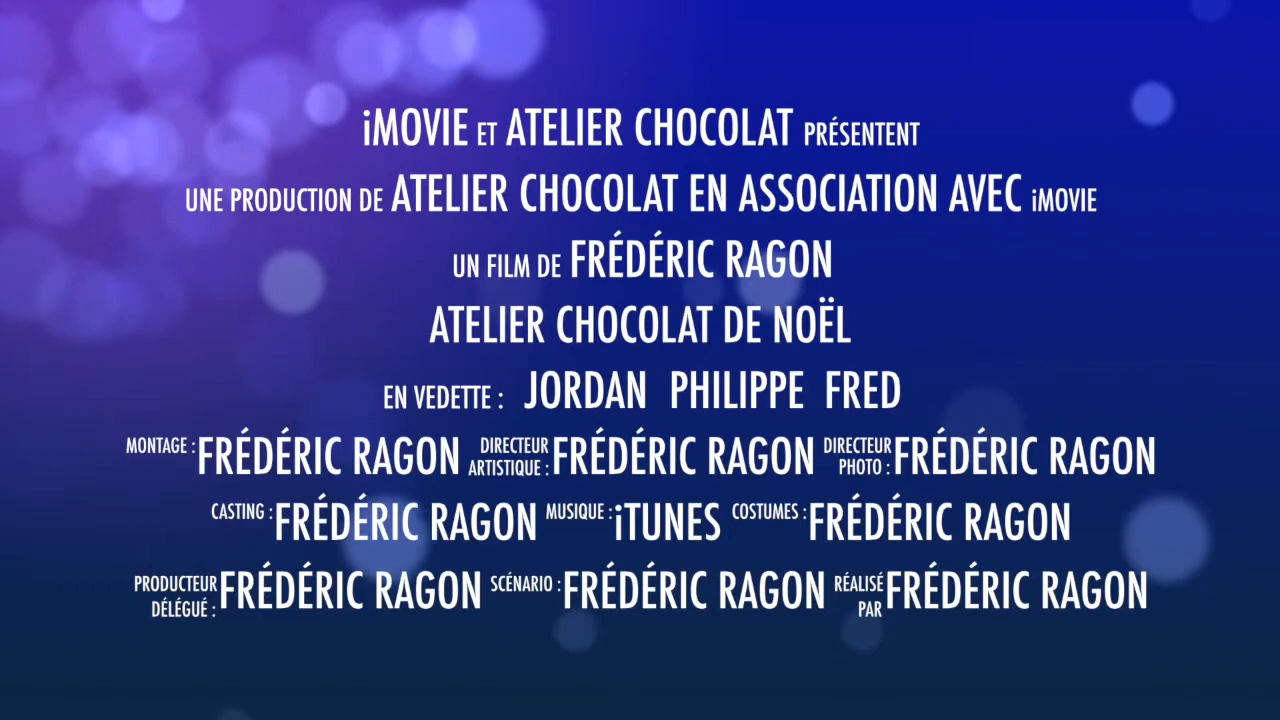 iMOVIE ET ATELIER CHOCOLAT PRÉSENTENT
UNE PRODUCTION DE ATELIER CHOCOLAT EN ASSOCIATION AVEC iMOVIE
UN FILM DE FRÉDÉRIC RAGON
ATELIER CHOCOLAT DE NOËL
EN VEDETTE : JORDAN PHILIPPE FRED
MONTAGE : FRÉDÉRIC RAGON DIRECTEUR ARTISTIQUE : FRÉDÉRIC RAGON DIRECTEUR PHOTO : FRÉDÉRIC RAGON
CASTING : FRÉDÉRIC RAGON MUSIQUE : iTUNES COSTUMES : FRÉDÉRIC RAGON
PRODUCTEUR DÉLÉGUÉ : FRÉDÉRIC RAGON SCÉNARIO : FRÉDÉRIC RAGON RÉALISÉ PAR FRÉDÉRIC RAGON